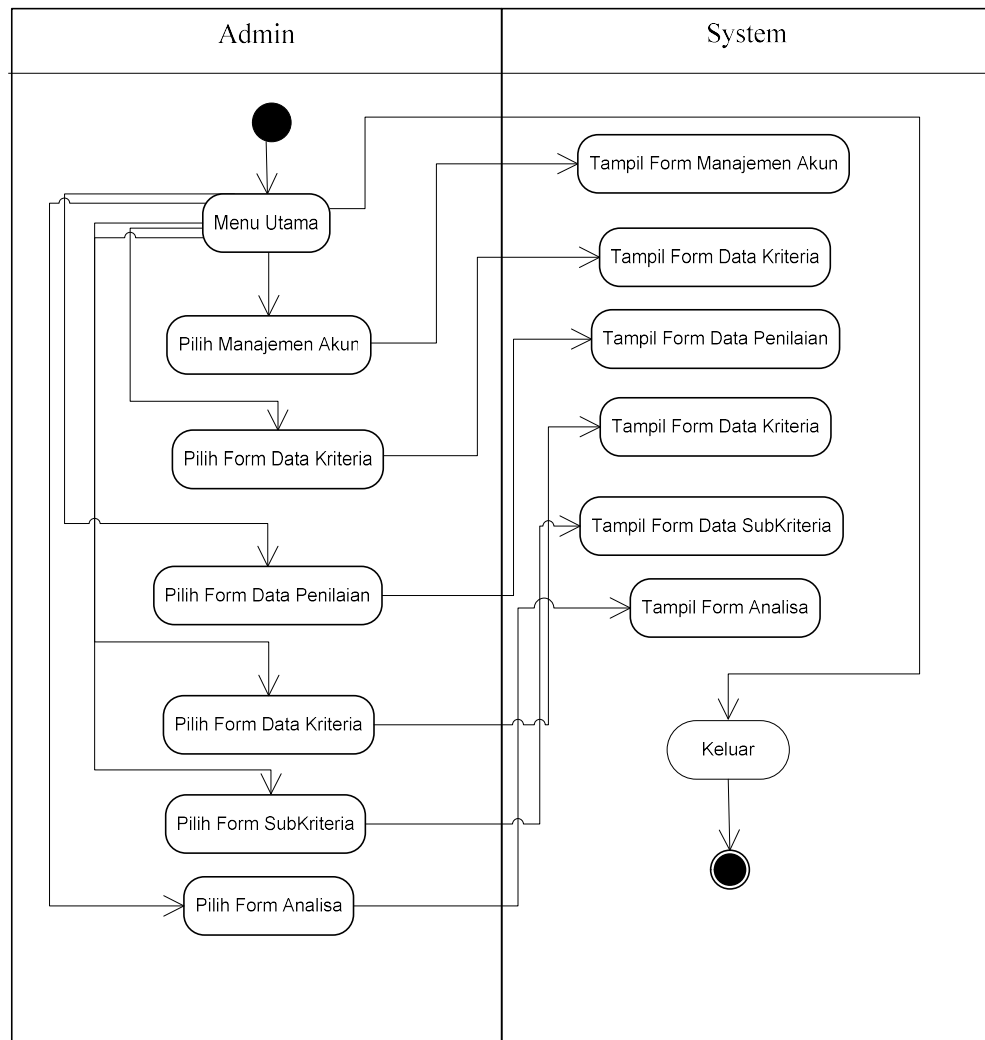 Admin
System
Menu Utama
Pilih Manajemen Akun
Pilih Form Data Kriteria
Pilih Form Data Penilaian
Pilih Form Data Kriteria
Pilih Form SubKriteria
Pilih Form Analisa
Tampil Form Manajemen Akun
Tampil Form Data Kriteria
Tampil Form Data Penilaian
Tampil Form Data Kriteria
Tampil Form Data SubKriteria
Tampil Form Analisa
Keluar